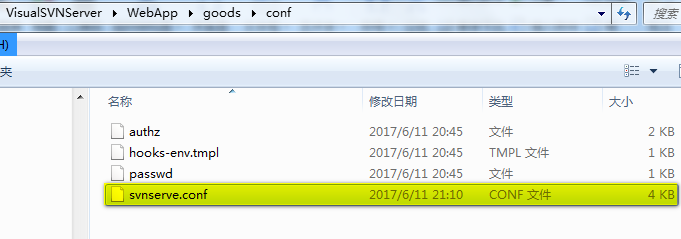 VisualSVNServer ▸ WebApp ▸ goods ▸ conf 搜索
H)
夹
名称 修改日期 类型 大小
authz 2017/6/11 20:45 文件 2 KB
hooks-env.tmpl 2017/6/11 20:45 TMPL 文件 1 KB
passwd 2017/6/11 20:45 文件 1 KB
svnserve.conf 2017/6/11 21:10 CONF 文件 4 KB